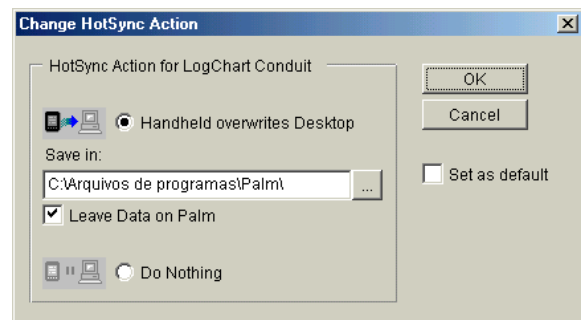 Change HotSync Action
HotSync Action for LogChart Conduit
Handheld overwrites Desktop
Save in:
C:\Arquivos de programas\Palm\
...
Leave Data on Palm
Do Nothing
OK
Cancel
Set as default